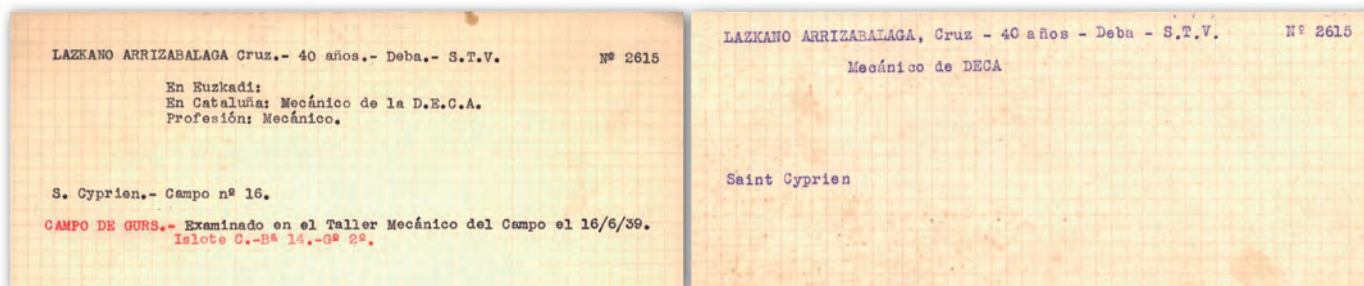 LAZKANO ARRIZABALAGA Cruz.- 40 años.- Deba.- S.T.V. Nº 2615
En Euzkadi:
En Cataluña: Mecánico de la D.E.C.A.
Profesión: Mecánico.
S. Cyprien.- Campo nº 16.
CAMPO DE GURS.- Examinado en el Taller Mecánico del Campo el 16/6/39.
Islote C.-Bª 14.-Gº 2º.
LAZKANO ARRIZABALAGA, Cruz - 40 años - Deba - S.T.V. Nº 2615
Mecánico de DECA
Saint Cyprien